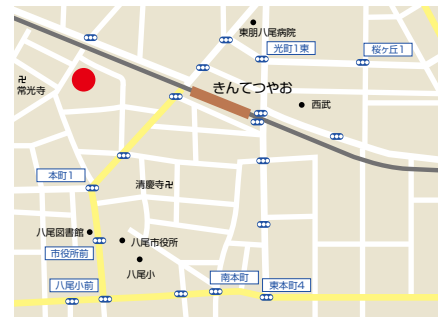 東朋八尾病院
光町1東
桜ヶ丘1
卍
常光寺
きんてつやお
西武
本町1
清慶寺卍
八尾図書館
八尾市役所
市役所前
八尾小
八尾小前
南本町
東本町4